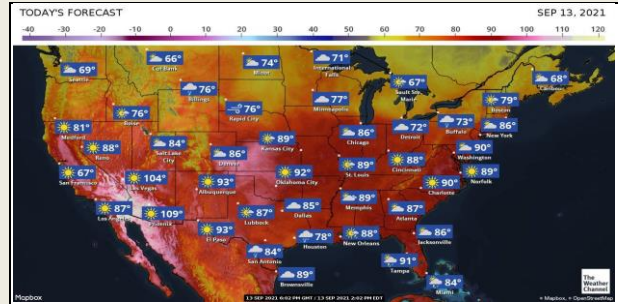 TODAY'S FORECAST
SEP 13, 2021
-40 -30 -20 -10 0 10 20 30 40 50 60 70 80 90 100 110 120
69°
Seattle
66°
Cut Bank
74°
Minot
71°
International
Falls
67°
Sault Ste.
Marie
68°
Caribou
76°
Boise
76°
Billings
76°
Rapid City
77°
Minneapolis
79°
Boston
81°
Medford
88°
Reno
84°
Salt Lake
City
86°
Denver
89°
Kansas City
86°
Chicago
72°
Detroit
73°
Buffalo
86°
New York
90°
Washington
67°
San Francisco
104°
Las Vegas
93°
Albuquerque
92°
Oklahoma City
89°
St. Louis
88°
Cincinnati
90°
Charlotte
89°
Norfolk
87°
Los Angeles
109°
Phoenix
93°
El Paso
87°
Lubbock
85°
Dallas
89°
Memphis
87°
Atlanta
86°
Jacksonville
84°
San Antonio
78°
Houston
88°
New Orleans
91°
Tampa
84°
Miami
89°
Brownsville
The
Weather
Channel
Mapbox
13 SEP 2021 6:02 PM GMT / 13 SEP 2021 2:02 PM EDT
© Mapbox, © OpenStreetMap